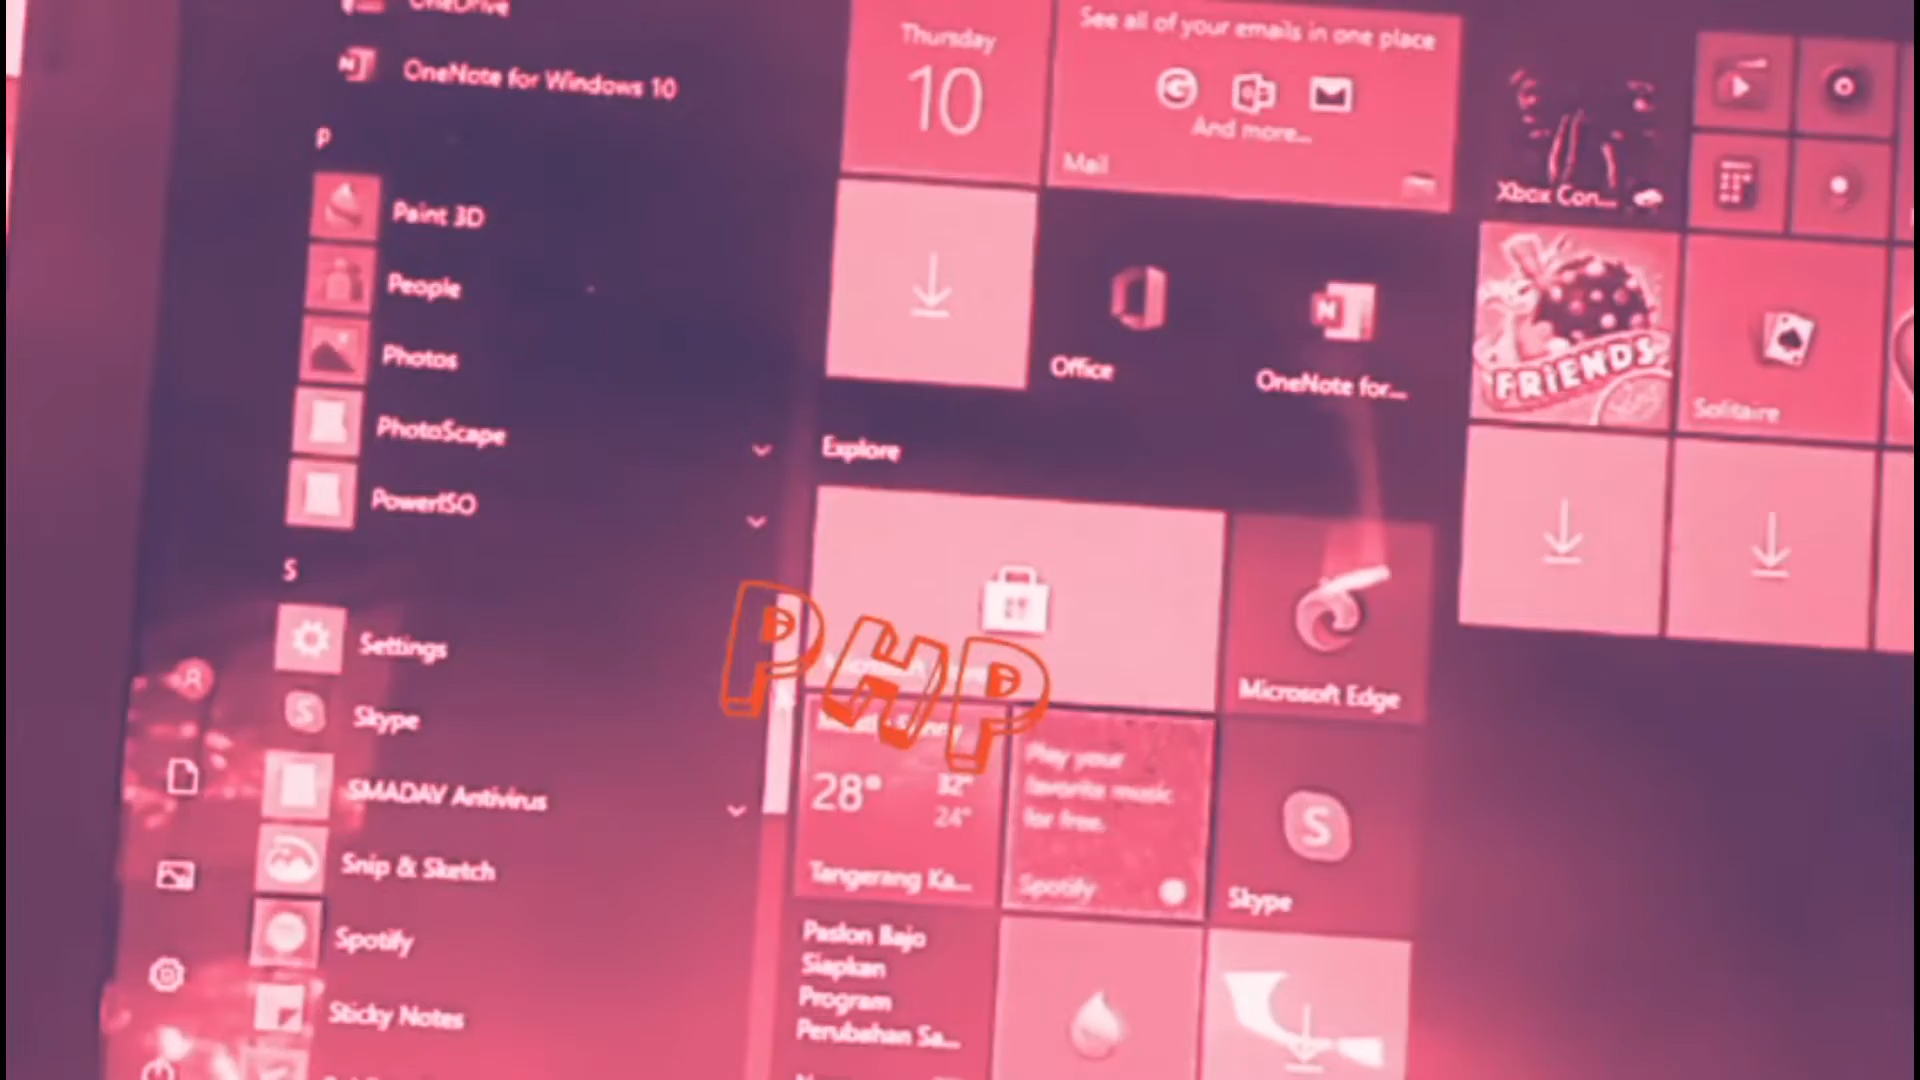 OneDrive
OneNote for Windows 10
P
Paint 3D
People
Photos
PhotoScape
PowerISO
S
Settings
Skype
SMADAV Antivirus
Snip & Sketch
Spotify
Sticky Notes
Thursday
10
See all of your emails in one place
And more...
Mail
Xbox Con...
Office
OneNote for...
FRIENDS
Solitaire
Explore
Microsoft Edge
PHP
28°
32°
24°
Tangerang Ka...
Play your
favorite music
for free.
Spotify
Skype
Paslon Bajo
Siapkan
Program
Perubahan Sa...